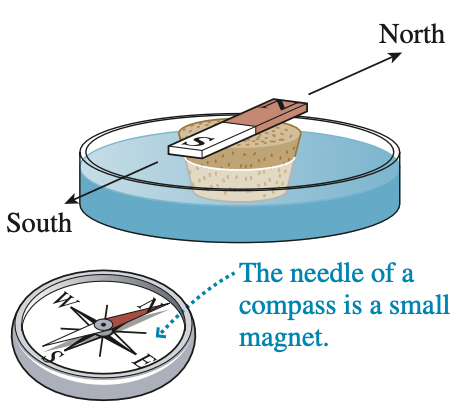 North
N
S
South
The needle of a
compass is a small
magnet.
W
N
S
E